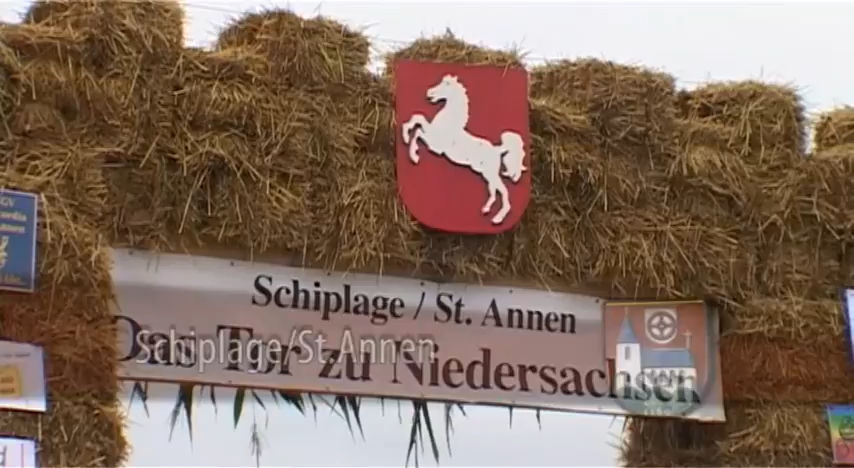 Schiplage / St. Annen
Das Tor zu Niedersachsen
Schiplage/St.Annen